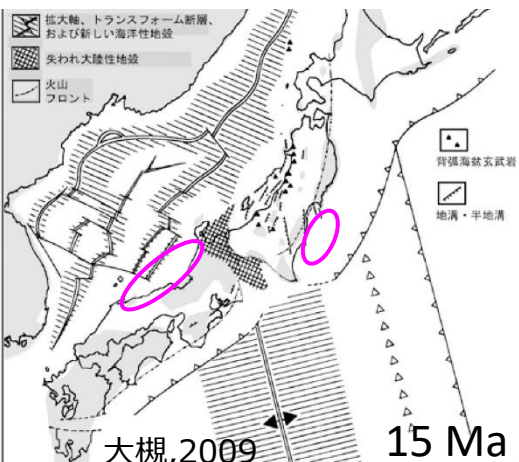 拡大軸、トランスフォーム断層、
および新しい海洋性地殻
失われ大陸性地殻
火山
フロント
背弧海盆玄武岩
地溝・半地溝
大槻,2009
15 Ma